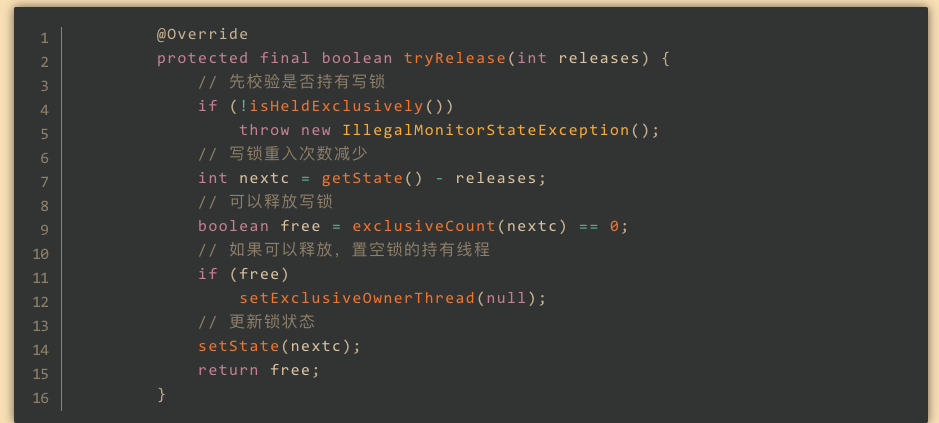 1 @Override
2 protected final boolean tryRelease(int releases) {
3 // 先校验是否持有写锁
4 if (!isHeldExclusively())
5 throw new IllegalMonitorStateException();
6 // 写锁重入次数减少
7 int nextc = getState() - releases;
8 // 可以释放写锁
9 boolean free = exclusiveCount(nextc) == 0;
10 // 如果可以释放，置空锁的持有线程
11 if (free)
12 setExclusiveOwnerThread(null);
13 // 更新锁状态
14 setState(nextc);
15 return free;
16 }